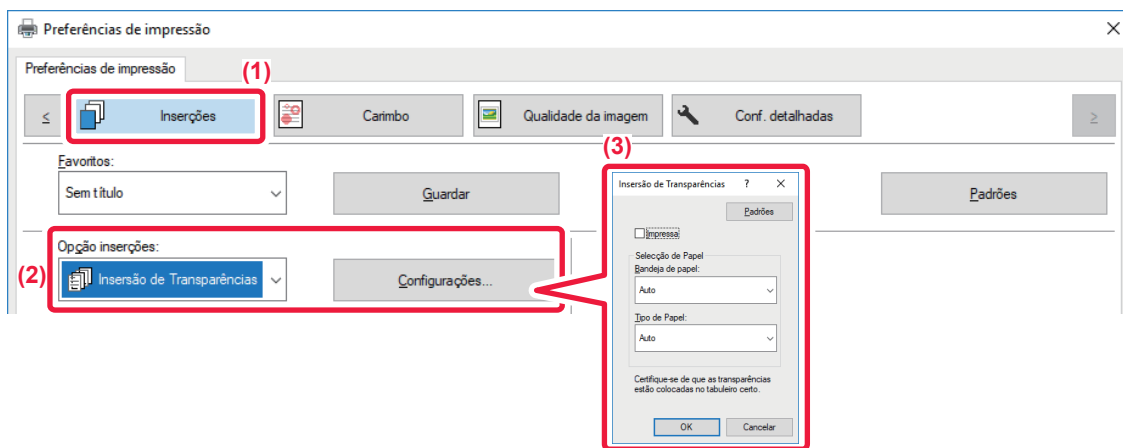 Preferências de impressão
Preferências de impressão
(1)
<
Inserções
Carimbo
Qualidade da imagem
Conf. detalhadas
>
Favoritos:
Sem título
Guardar
Padrões
(2)
Opção inserções:
Insersão de Transparências
Configurações...
(3)
Insersão de Transparências
?
Padrões
Impressa
Selecção de Papel
Bandeja de papel:
Auto
Tipo de Papel:
Auto
Certifique-se de que as transparências
estão colocadas no tabuleiro certo.
OK
Cancelar